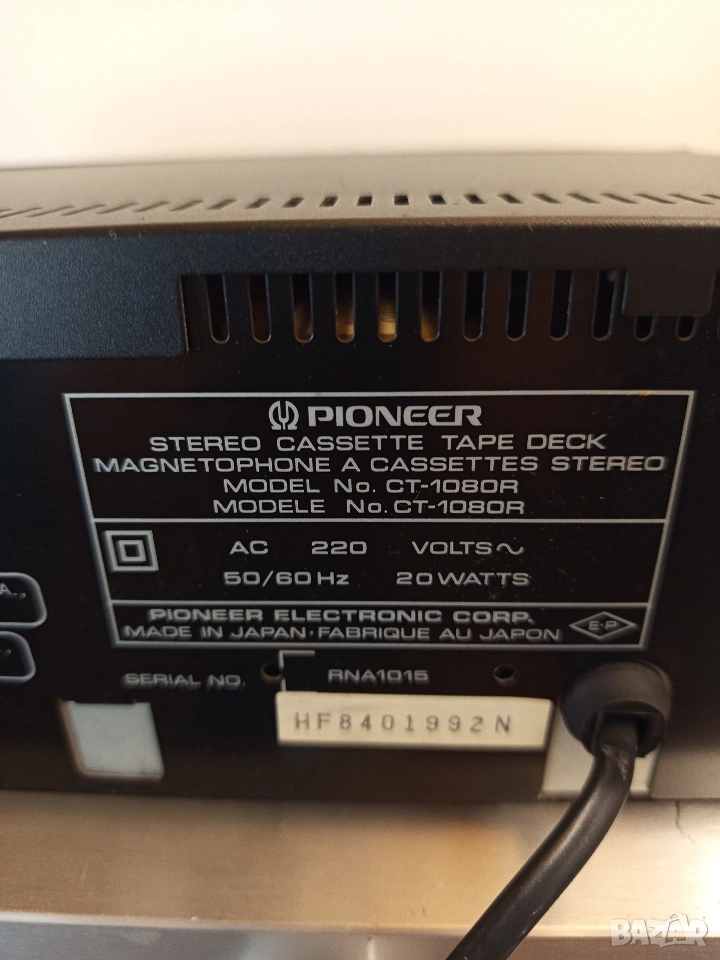 PIONEER
STEREO CASSETTE TAPE DECK
MAGNETOPHONE A CASSETTES STEREO
MODEL No. CT-1080R
MODELE No. CT-1080R
AC 220 VOLTS~
50/60 Hz 20 WATTS
PIONEER ELECTRONIC CORP.
MADE IN JAPAN·FABRIQUE AU JAPON
E·P
SERIAL NO. RNA1015
HF8401992N
BAZAR